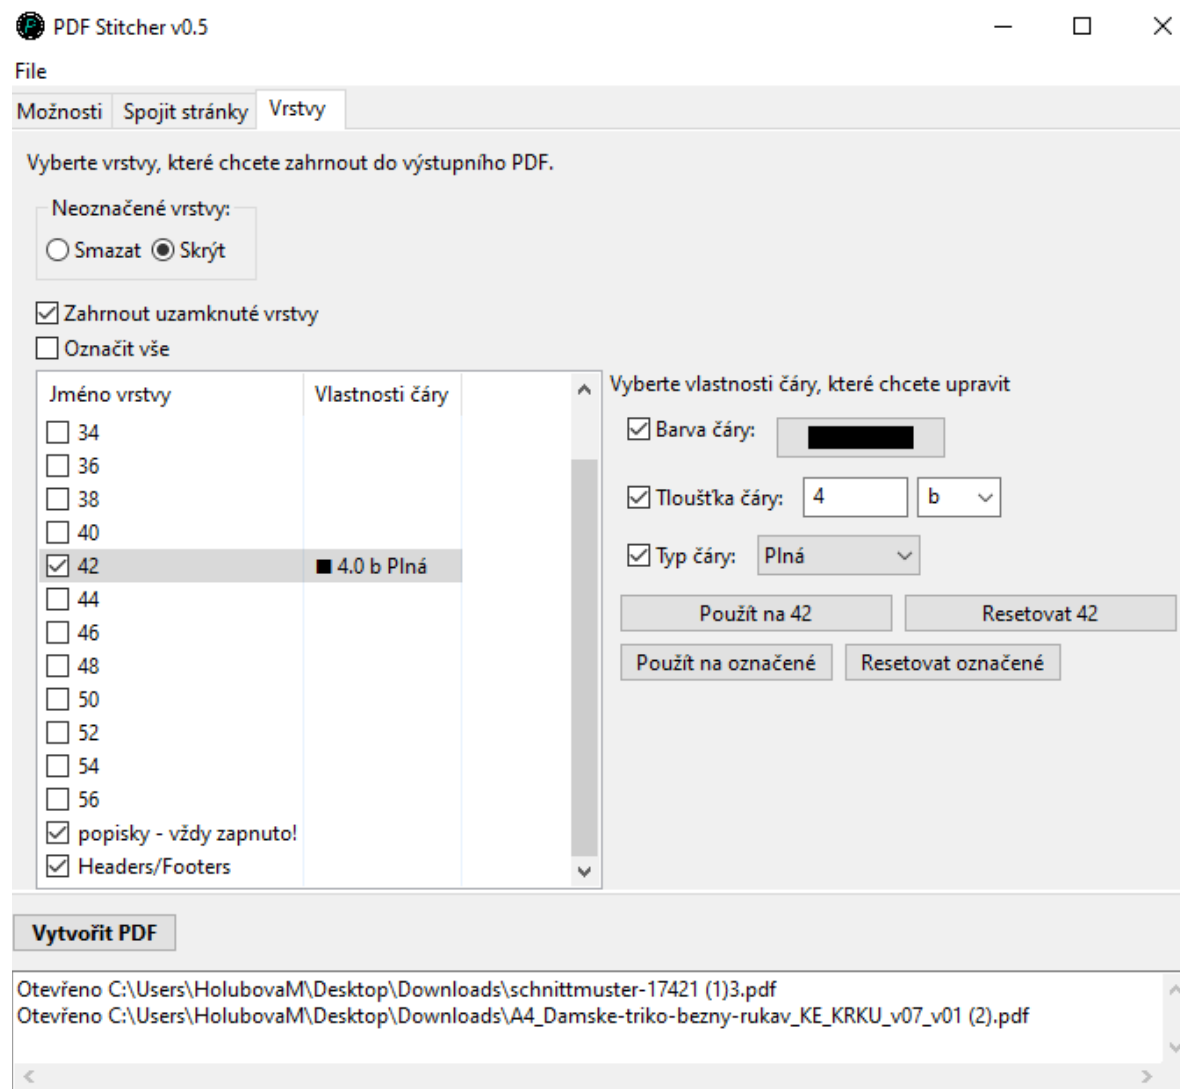 PDF Stitcher v0.5
File
Možnosti Spojit stránky Vrstvy
Vyberte vrstvy, které chcete zahrnout do výstupního PDF.
Neoznačené vrstvy:
Smazat Skrýt
Zahrnout uzamknuté vrstvy
Označit vše
Jméno vrstvy Vlastnosti čáry
34
36
38
40
42 4.0 b Plná
44
46
48
50
52
54
56
popisky - vždy zapnuto!
Headers/Footers
Vyberte vlastnosti čáry, které chcete upravit
Barva čáry:
Tloušťka čáry: 4 b
Typ čáry: Plná
Použít na 42 Resetovat 42
Použít na označené Resetovat označené
Vytvořit PDF
Otevřeno C:\Users\HolubovaM\Desktop\Downloads\schnittmuster-17421 (1)3.pdf
Otevřeno C:\Users\HolubovaM\Desktop\Downloads\A4_Damske-triko-bezny-rukav_KE_KRKU_v07_v01 (2).pdf